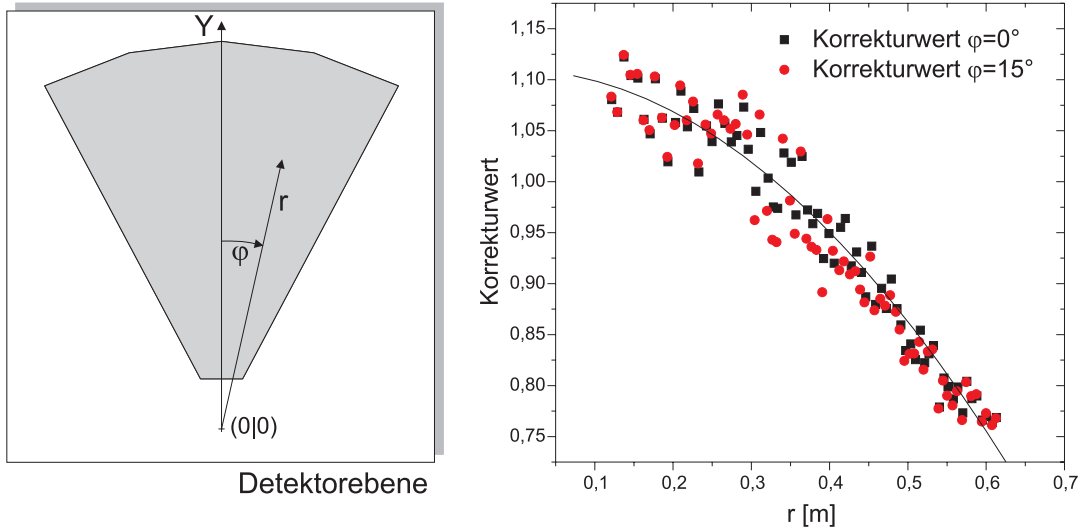 Y
r
φ
(0|0)
Detektorebene
Korrekturwert φ=0°
Korrekturwert φ=15°
1,10
1,05
1,00
0,95
0,90
0,85
0,80
0,75
Korrekturwert
0,1 0,2 0,3 0,4 0,5 0,6 0,7
r [m]